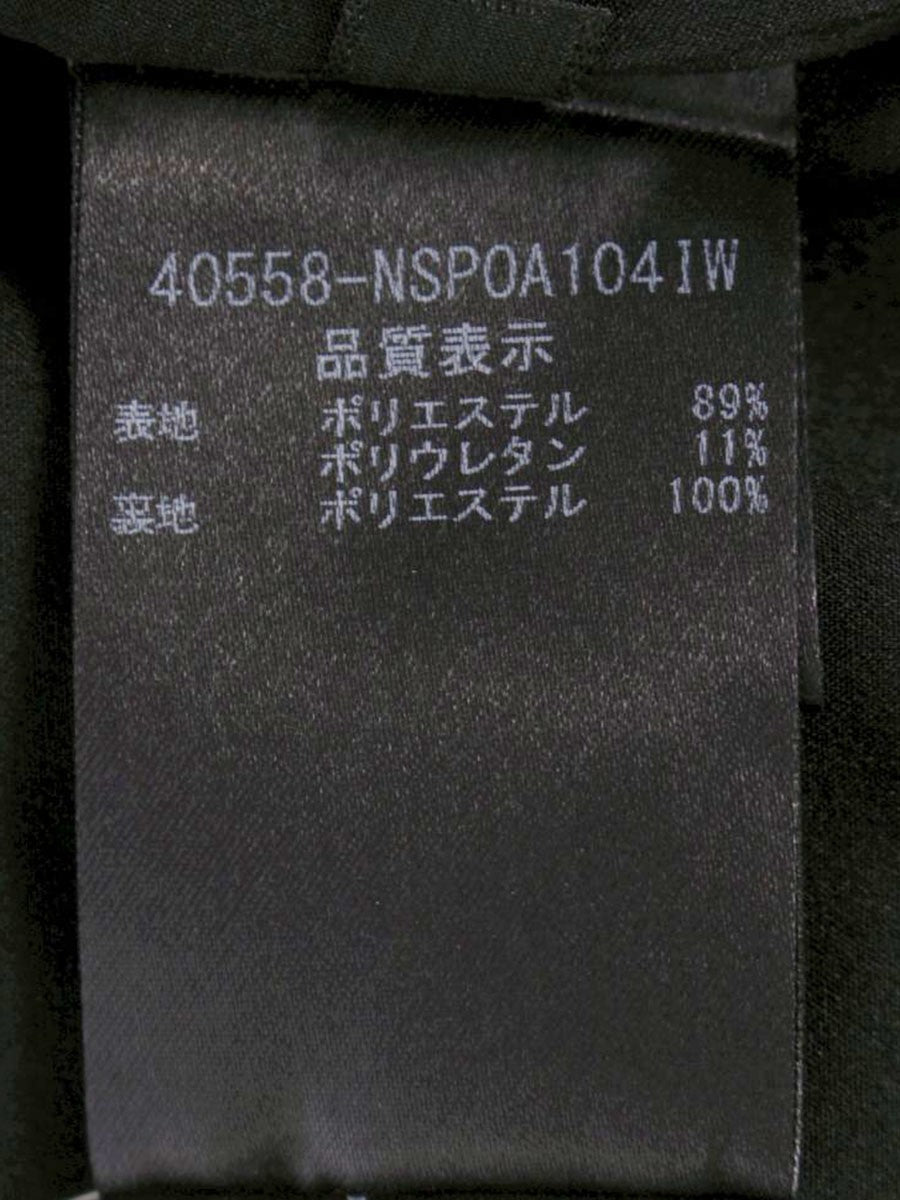 40558-NSPOA104IW
品質表示
表地 ポリエステル 89%
ポリウレタン 11%
裏地 ポリエステル 100%